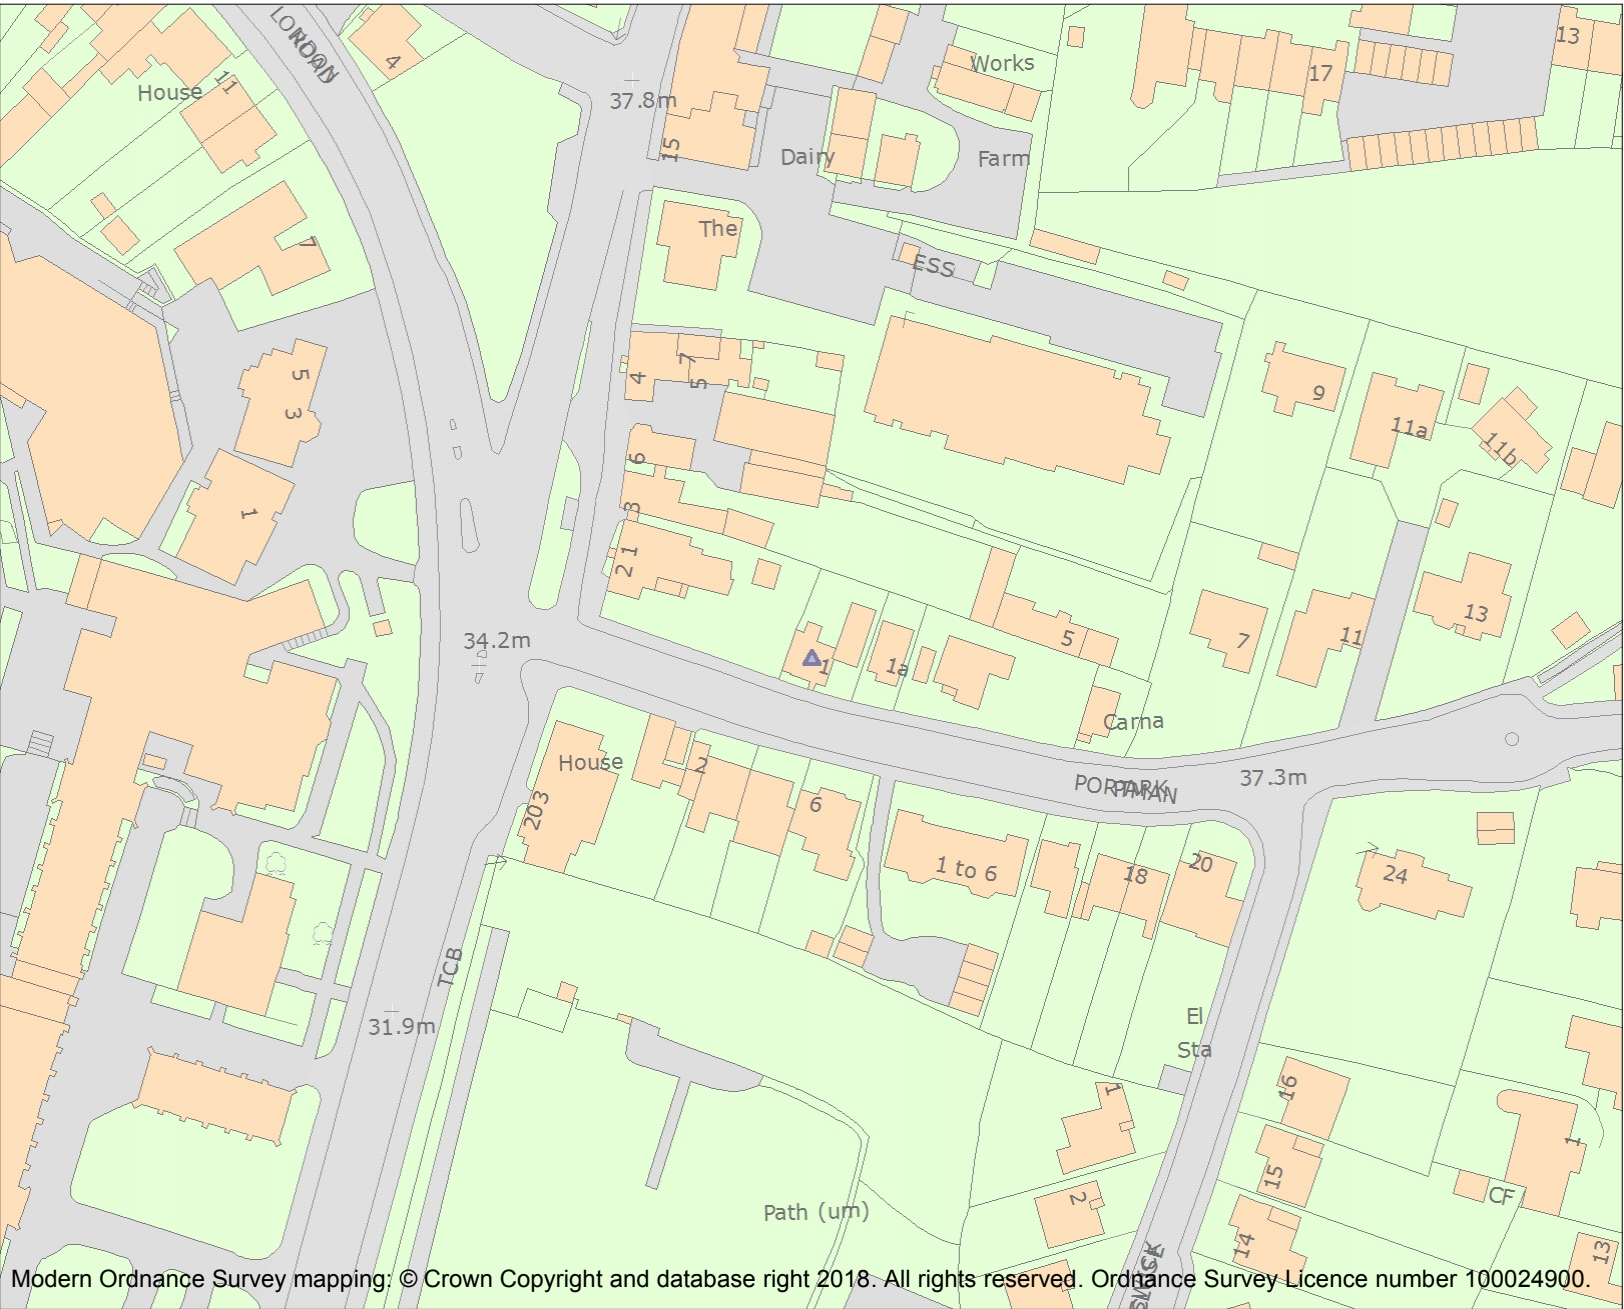 LONDON
ROAD
4
13
Works
17
House
11
37.8m
15
Dairy
Farm
The
7
ESS
5
3
4
7
5
9
11a
11b
6
1
3
1
2
34.2m
1
1a
5
7
11
13
Carna
House
2
PORTMAN
PARK
37.3m
203
6
1 to 6
18
20
24
TCB
31.9m
El
Sta
1
16
15
1
2
CF
Path (um)
14
13
Modern Ordnance Survey mapping: © Crown Copyright and database right 2018. All rights reserved. Ordnance Survey Licence number 100024900.